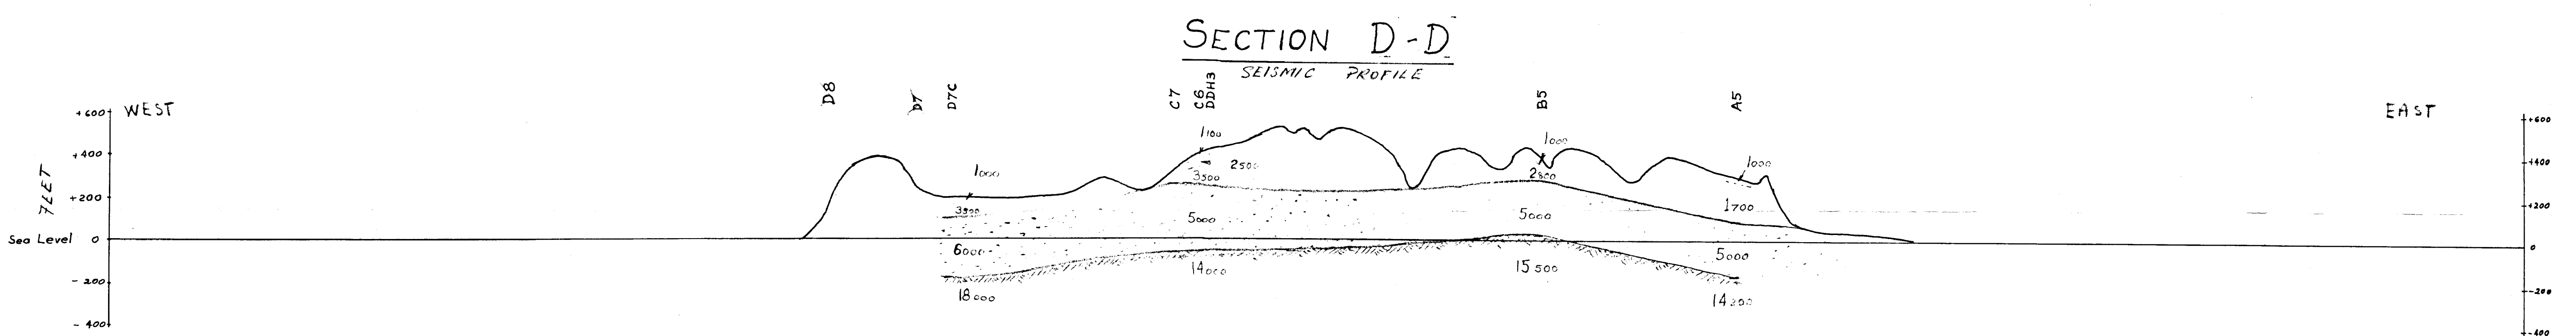 SECTION D-D
SEISMIC PROFILE
D8 D7 D7C C7 C6 DDH3 B5 A5
WEST EAST
FEET
+600 +600
+400 +400
+200 +200
Sea Level 0 0
-200 -200
-400 -400
1000 1100 1000 1000
2500
3500 2800
3500 5000 5000 1700
6000 5000
14000 15500
18000 14200